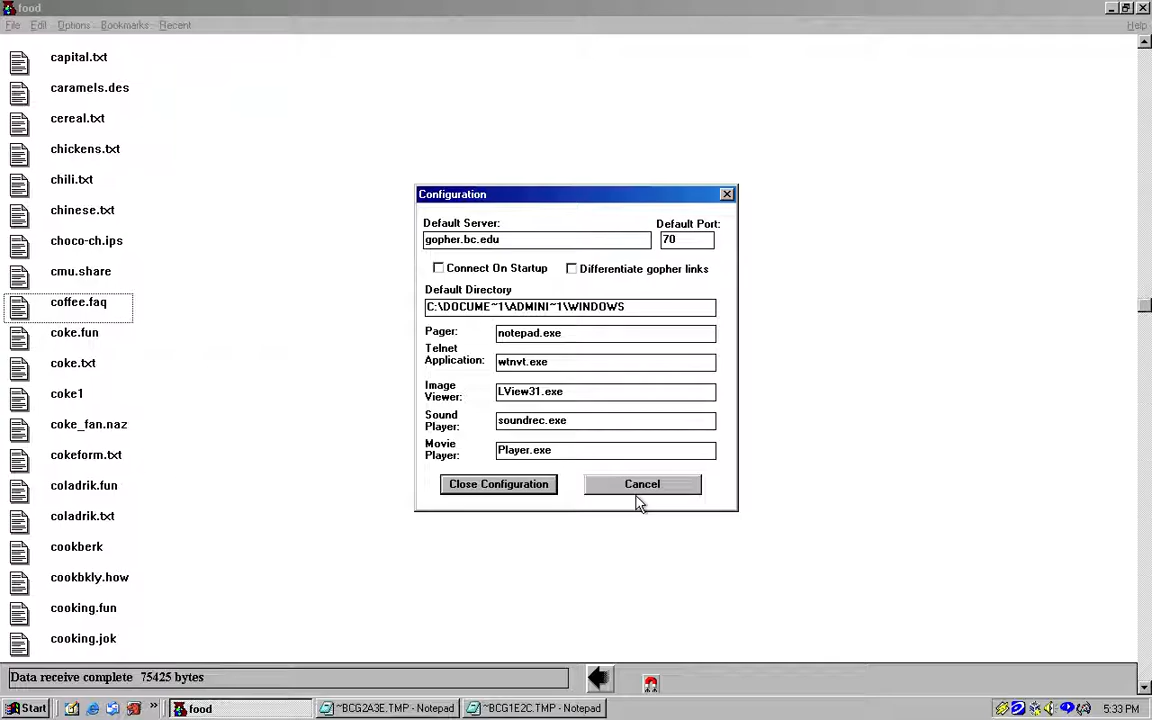 food
File Edit Options Bookmarks Recent Help
capital.txt
caramels.des
cereal.txt
chickens.txt
chili.txt
chinese.txt
choco-ch.ips
cmu.share
coffee.faq
coke.fun
coke.txt
coke1
coke_fan.naz
cokeform.txt
coladrik.fun
coladrik.txt
cookberk
cookbkly.how
cooking.fun
cooking.jok
Configuration
Default Server: Default Port:
gopher.bc.edu 70
Connect On Startup Differentiate gopher links
Default Directory
C:\DOCUME~1\ADMINI~1\WINDOWS
Pager: notepad.exe
Telnet
Application: wtnvt.exe
Image
Viewer: LView31.exe
Sound
Player: soundrec.exe
Movie
Player: Player.exe
Close Configuration Cancel
Data receive complete 75425 bytes
Start » food ~BCG2A3E.TMP - Notepad ~BCG1E2C.TMP - Notepad 5:33 PM